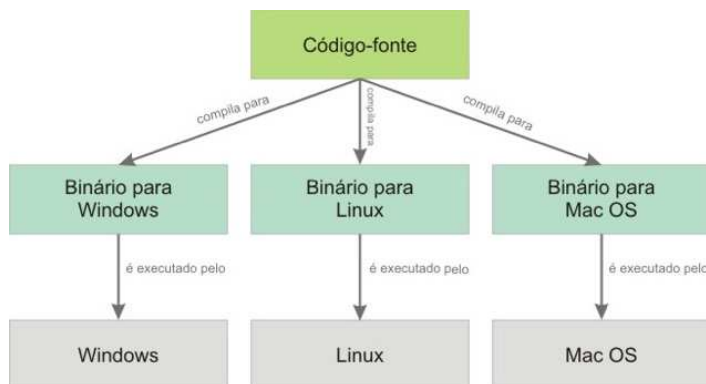 Código-fonte
compila para
compila para
compila para
Binário para
Windows
Binário para
Linux
Binário para
Mac OS
é executado pelo
é executado pelo
é executado pelo
Windows
Linux
Mac OS